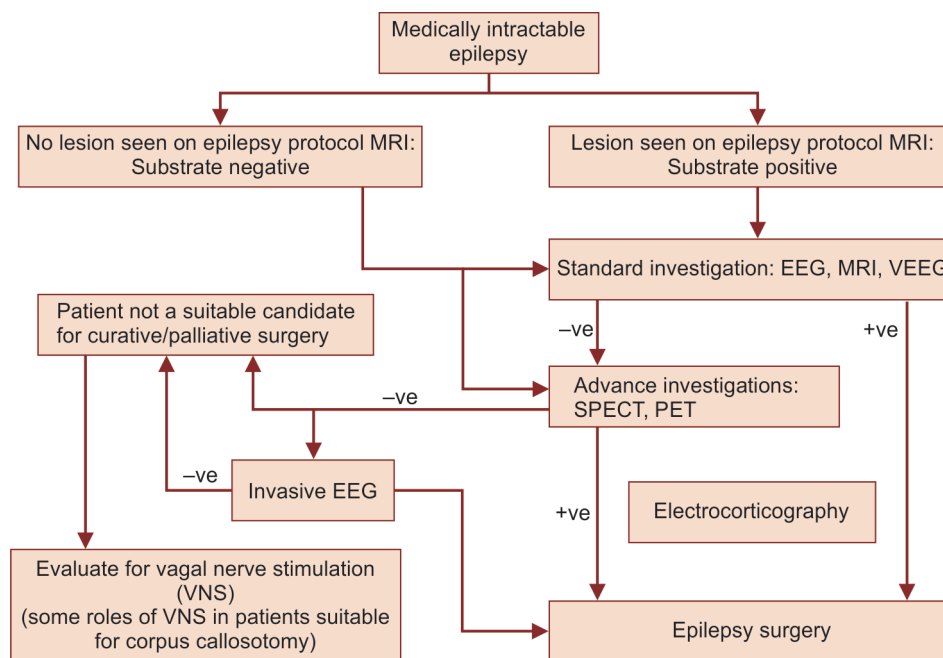 Medically intractable
epilepsy
No lesion seen on epilepsy protocol MRI:
Substrate negative
Lesion seen on epilepsy protocol MRI:
Substrate positive
Standard investigation: EEG, MRI, VEEG
Patient not a suitable candidate
for curative/palliative surgery
–ve
+ve
Advance investigations:
SPECT, PET
–ve
–ve
Invasive EEG
+ve
Electrocorticography
Evaluate for vagal nerve stimulation
(VNS)
(some roles of VNS in patients suitable
for corpus callosotomy)
Epilepsy surgery